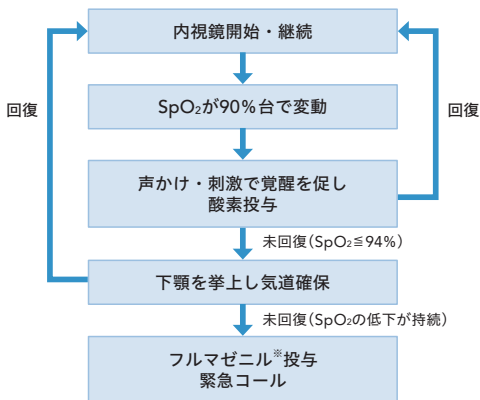 内視鏡開始・継続
回復
回復
SpO₂が90%台で変動
声かけ・刺激で覚醒を促し
酸素投与
未回復(SpO₂≦94%)
下顎を挙上し気道確保
未回復(SpO₂の低下が持続)
フルマゼニル※投与
緊急コール